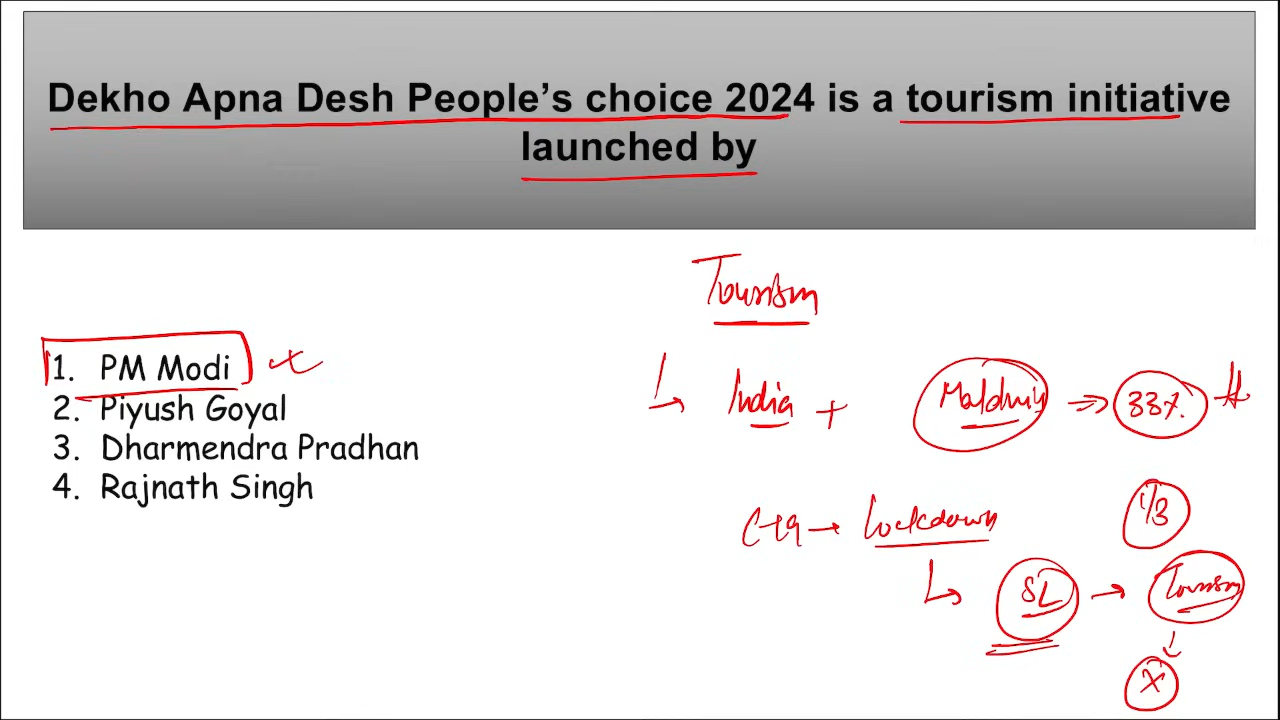 Dekho Apna Desh People’s choice 2024 is a tourism initiative
launched by
Tourism
1. PM Modi
India + Maldives ⇒ 33%
2. Piyush Goyal
3. Dharmendra Pradhan
4. Rajnath Singh
C-19 → Lockdown
1/3
SL → Tourism
X